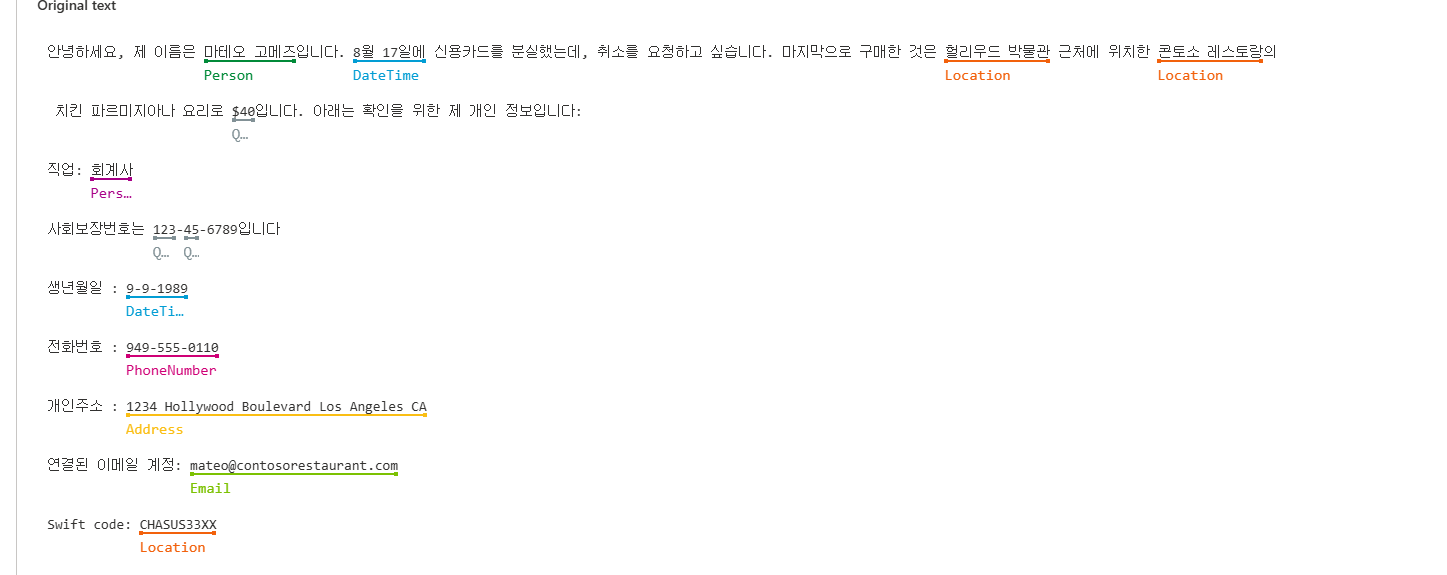 Original text
안녕하세요, 제 이름은 마테오 고메즈입니다. 8월 17일에 신용카드를 분실했는데, 취소를 요청하고 싶습니다. 마지막으로 구매한 것은 헐리우드 박물관 근처에 위치한 콘토소 레스토랑의
Person DateTime Location Location
치킨 파르미지아나 요리로 $40입니다. 아래는 확인을 위한 제 개인 정보입니다:
Q…
직업: 회계사
Pers…
사회보장번호는 123-45-6789입니다
Q… Q…
생년월일 : 9-9-1989
DateTi…
전화번호 : 949-555-0110
PhoneNumber
개인주소 : 1234 Hollywood Boulevard Los Angeles CA
Address
연결된 이메일 계정: mateo@contosorestaurant.com
Email
Swift code: CHASUS33XX
Location